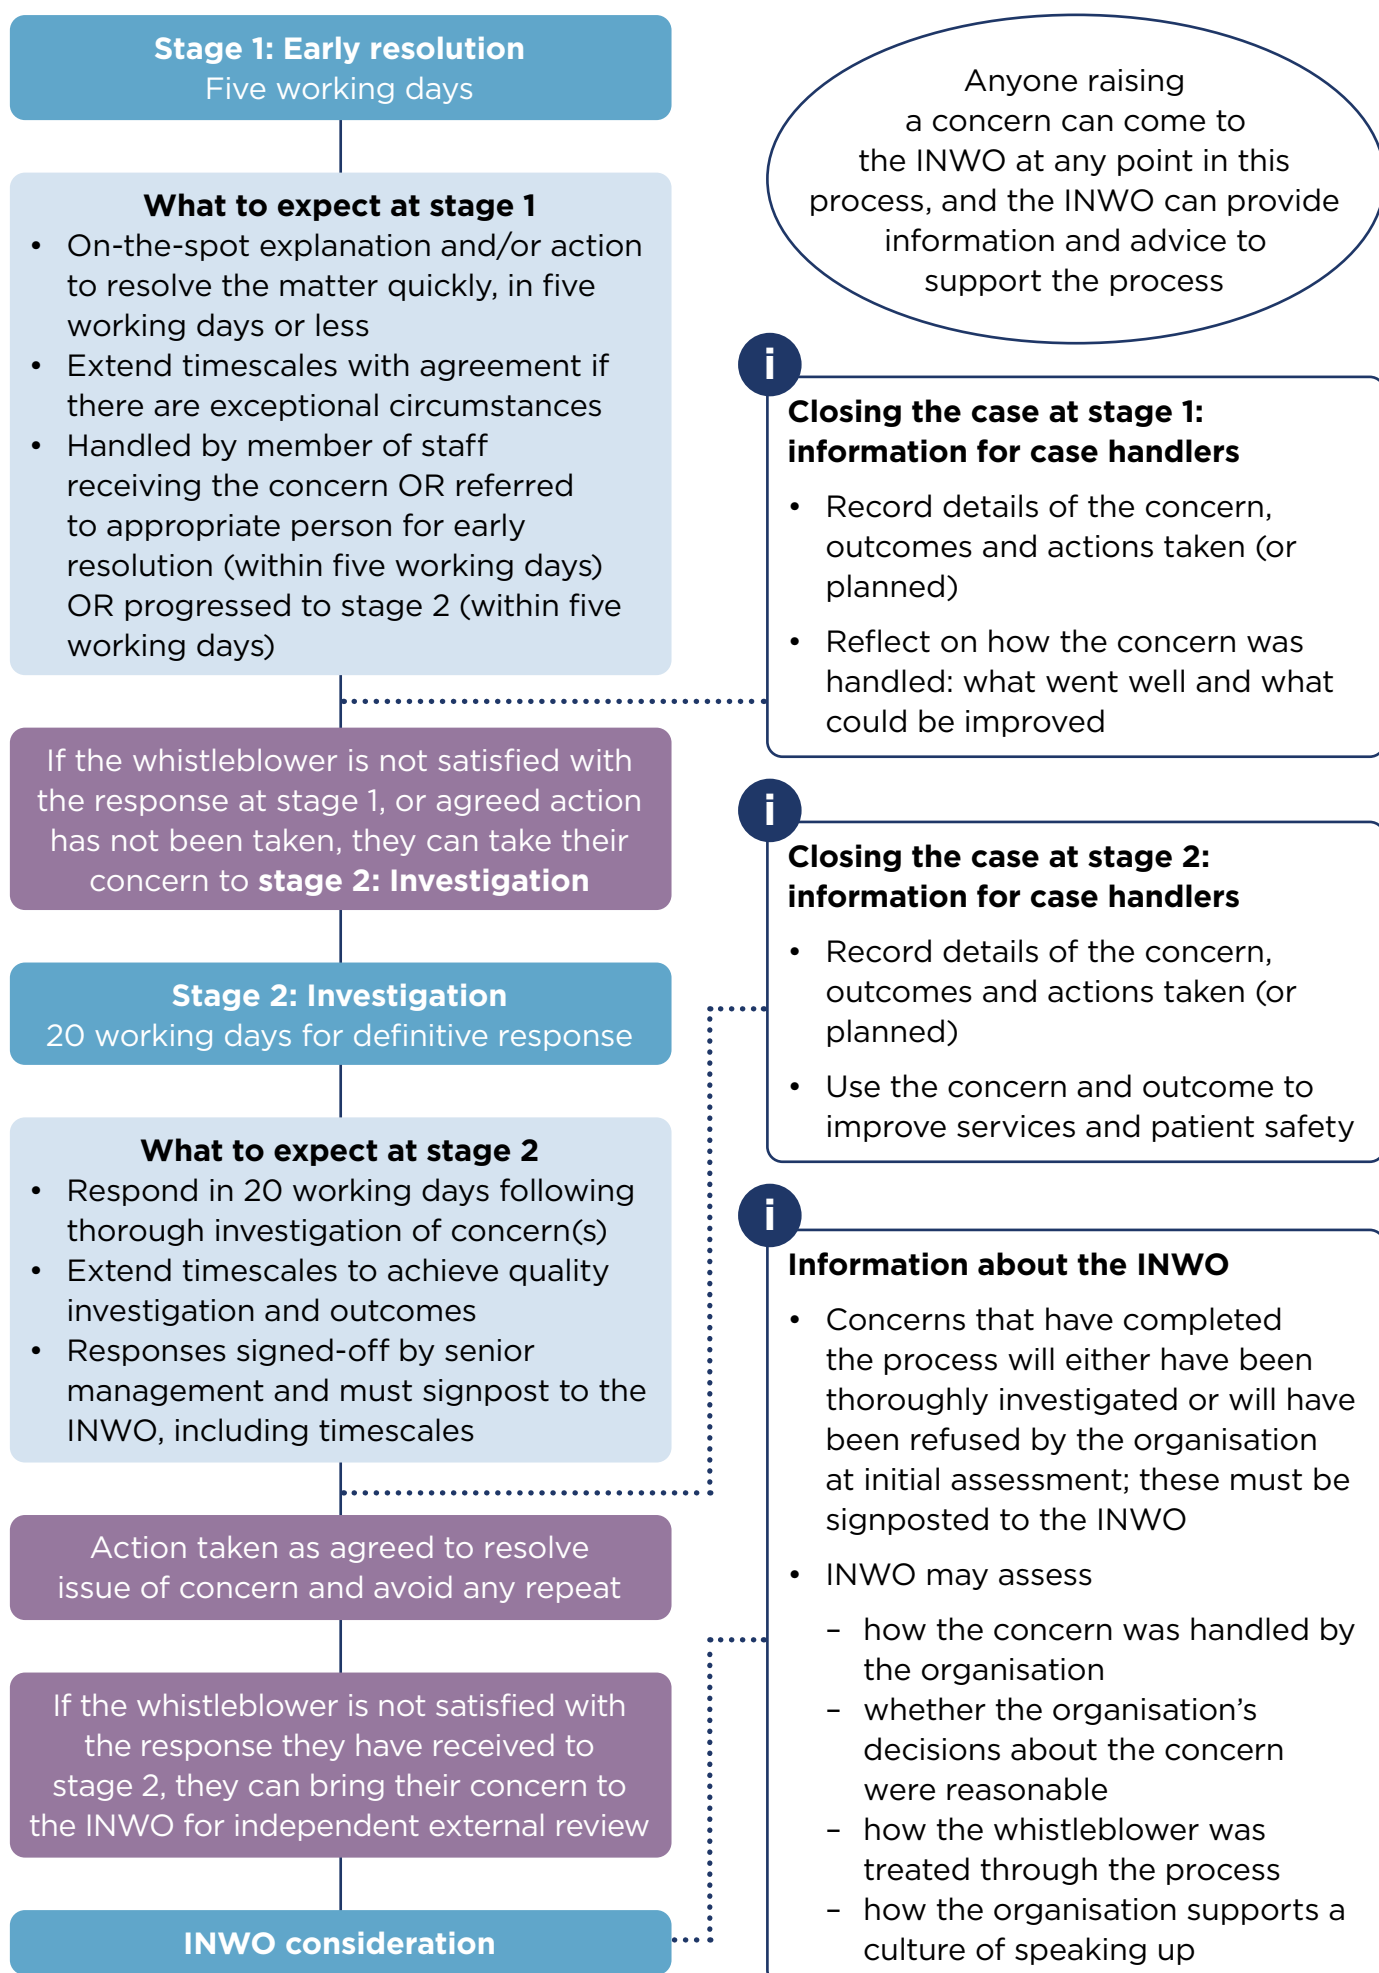 Stage 1: Early resolution
Five working days
What to expect at stage 1
• On-the-spot explanation and/or action
to resolve the matter quickly, in five
working days or less
• Extend timescales with agreement if
there are exceptional circumstances
• Handled by member of staff
receiving the concern OR referred
to appropriate person for early
resolution (within five working days)
OR progressed to stage 2 (within five
working days)
If the whistleblower is not satisfied with
the response at stage 1, or agreed action
has not been taken, they can take their
concern to stage 2: Investigation
Stage 2: Investigation
20 working days for definitive response
What to expect at stage 2
• Respond in 20 working days following
thorough investigation of concern(s)
• Extend timescales to achieve quality
investigation and outcomes
• Responses signed-off by senior
management and must signpost to the
INWO, including timescales
Action taken as agreed to resolve
issue of concern and avoid any repeat
If the whistleblower is not satisfied with
the response they have received to
stage 2, they can bring their concern to
the INWO for independent external review
INWO consideration
Anyone raising
a concern can come to
the INWO at any point in this
process, and the INWO can provide
information and advice to
support the process
i
Closing the case at stage 1:
information for case handlers
• Record details of the concern,
outcomes and actions taken (or
planned)
• Reflect on how the concern was
handled: what went well and what
could be improved
i
Closing the case at stage 2:
information for case handlers
• Record details of the concern,
outcomes and actions taken (or
planned)
• Use the concern and outcome to
improve services and patient safety
i
Information about the INWO
• Concerns that have completed
the process will either have been
thoroughly investigated or will have
been refused by the organisation
at initial assessment; these must be
signposted to the INWO
• INWO may assess
– how the concern was handled by
the organisation
– whether the organisation’s
decisions about the concern
were reasonable
– how the whistleblower was
treated through the process
– how the organisation supports a
culture of speaking up